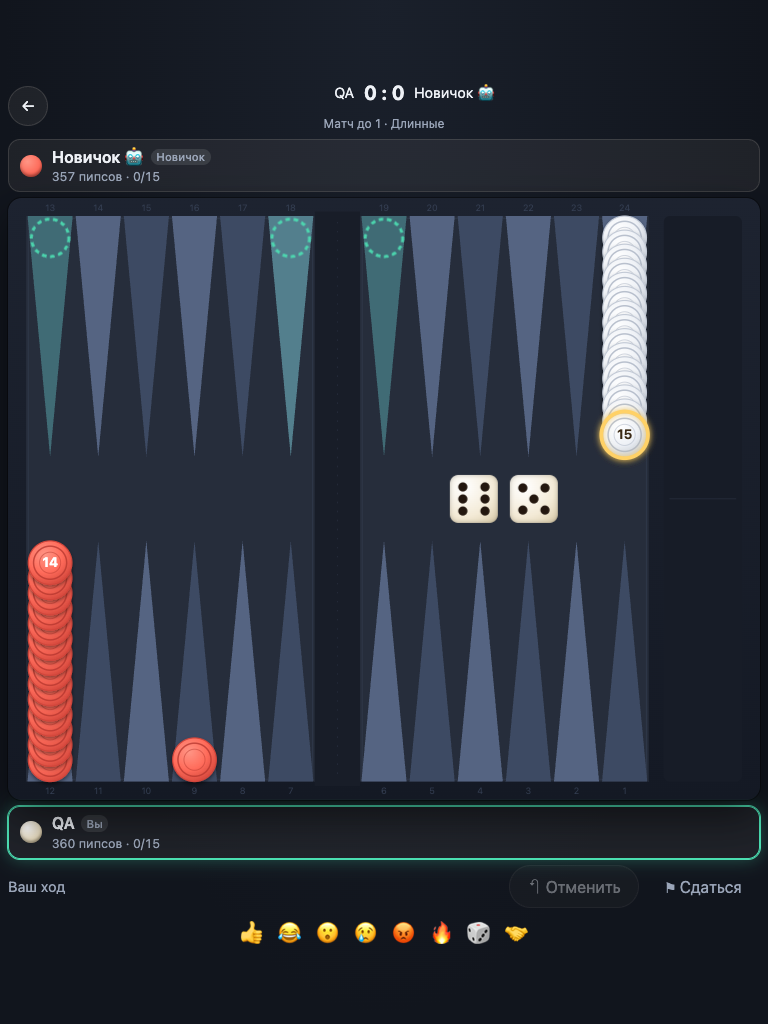 QA 0 : 0 Новичок
Матч до 1 · Длинные
Новичок Новичок
357 пипсов · 0/15
13 14 15 16 17 18 19 20 21 22 23 24
15
14
12 11 10 9 8 7 6 5 4 3 2 1
QA Вы
360 пипсов · 0/15
Ваш ход Отменить Сдаться